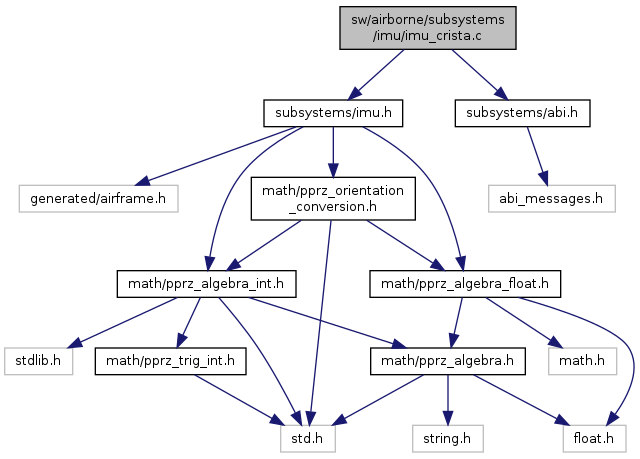 sw/airborne/subsystems
/imu/imu_crista.c
subsystems/imu.h
subsystems/abi.h
generated/airframe.h
math/pprz_orientation
_conversion.h
abi_messages.h
math/pprz_algebra_int.h
math/pprz_algebra_float.h
stdlib.h
math/pprz_trig_int.h
math/pprz_algebra.h
math.h
std.h
string.h
float.h